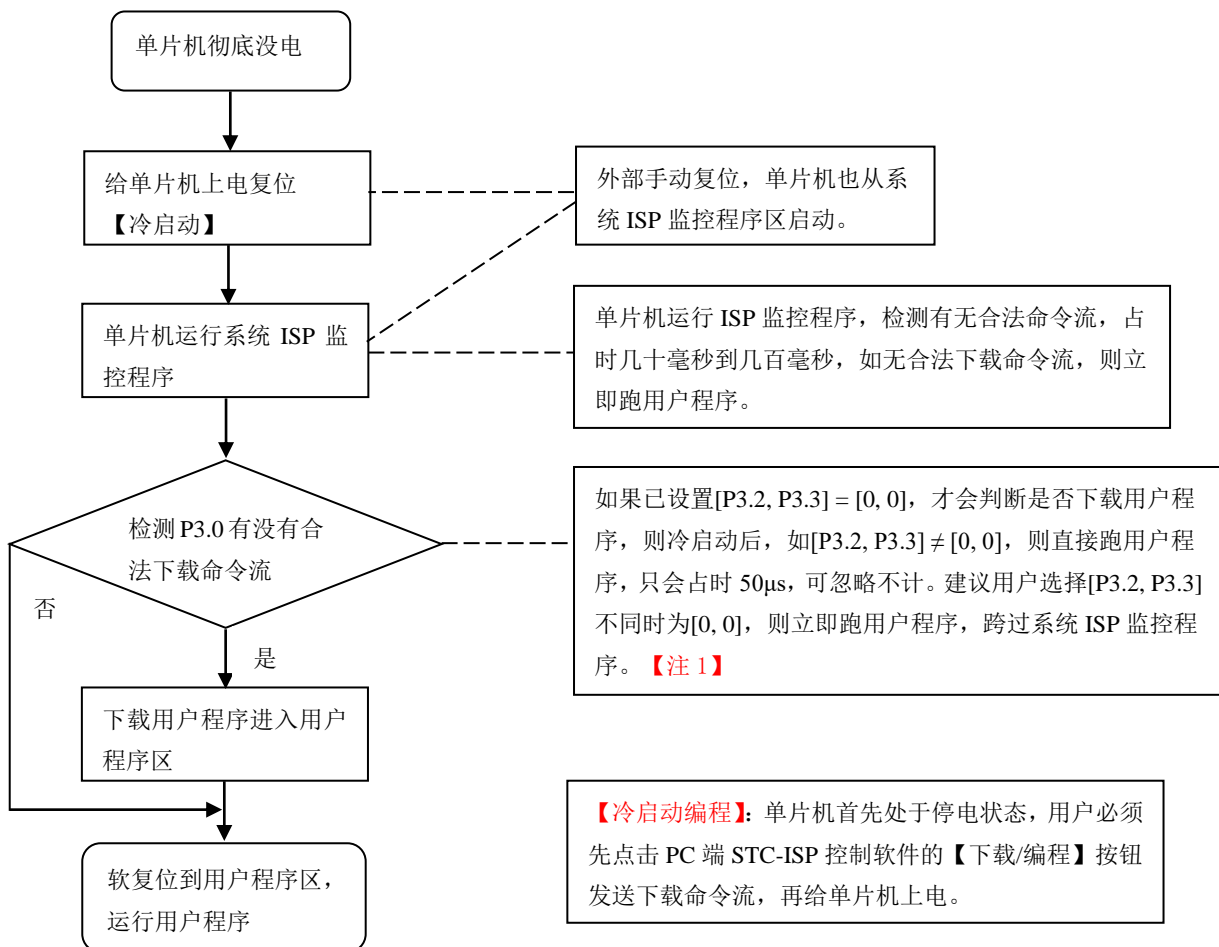 单片机彻底没电
给单片机上电复位
【冷启动】
外部手动复位，单片机也从系
统 ISP 监控程序区启动。
单片机运行系统 ISP 监
控程序
单片机运行 ISP 监控程序，检测有无合法命令流，占
时几十毫秒到几百毫秒，如无合法下载命令流，则立
即跑用户程序。
检测 P3.0 有没有合
法下载命令流
如果已设置[P3.2, P3.3] = [0, 0]，才会判断是否下载用户程
序，则冷启动后，如[P3.2, P3.3] ≠ [0, 0]，则直接跑用户程
序，只会占时 50μs，可忽略不计。建议用户选择[P3.2, P3.3]
不同时为[0, 0]，则立即跑用户程序，跨过系统 ISP 监控程
序。【注 1】
否
是
下载用户程序进入用户
程序区
【冷启动编程】：单片机首先处于停电状态，用户必须
先点击 PC 端 STC-ISP 控制软件的【下载/编程】按钮
发送下载命令流，再给单片机上电。
软复位到用户程序区，
运行用户程序